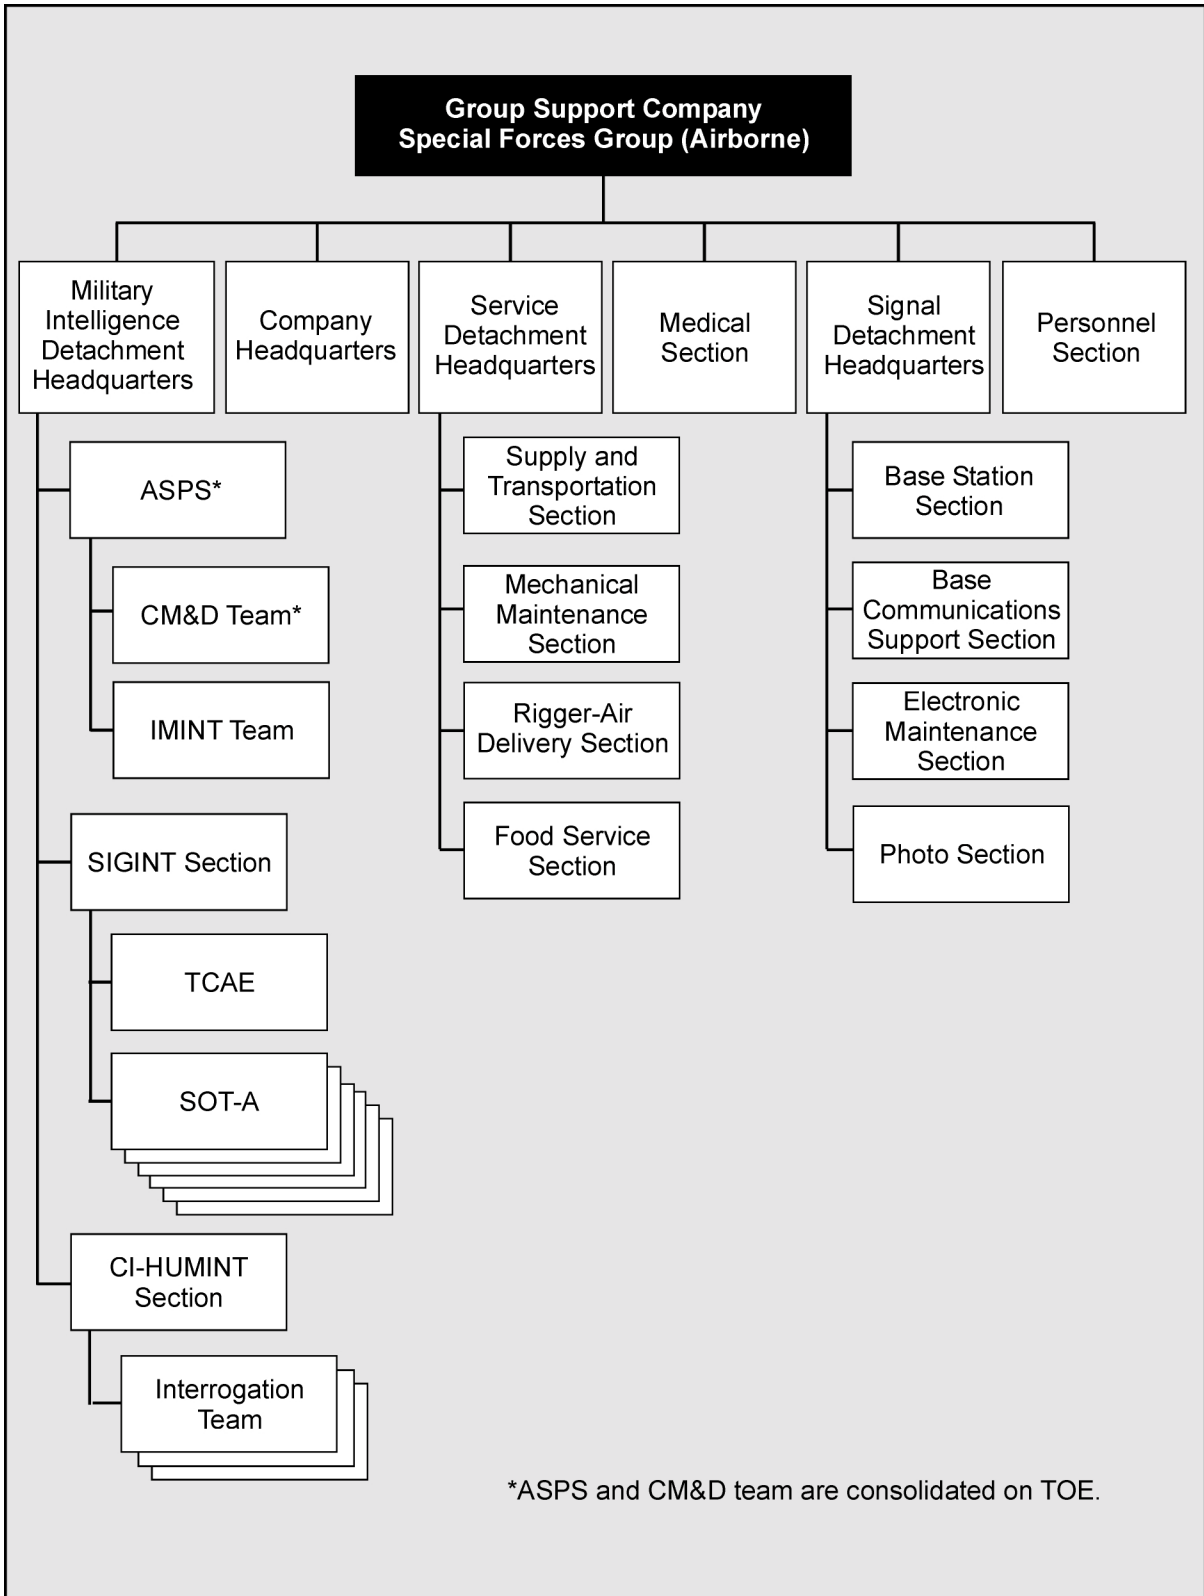 Group Support Company
Special Forces Group (Airborne)
Military
Intelligence
Detachment
Headquarters
Company
Headquarters
Service
Detachment
Headquarters
Medical
Section
Signal
Detachment
Headquarters
Personnel
Section
ASPS*
CM&D Team*
IMINT Team
SIGINT Section
TCAE
SOT-A
CI-HUMINT
Section
Interrogation
Team
Supply and
Transportation
Section
Mechanical
Maintenance
Section
Rigger-Air
Delivery Section
Food Service
Section
Base Station
Section
Base
Communications
Support Section
Electronic
Maintenance
Section
Photo Section
*ASPS and CM&D team are consolidated on TOE.